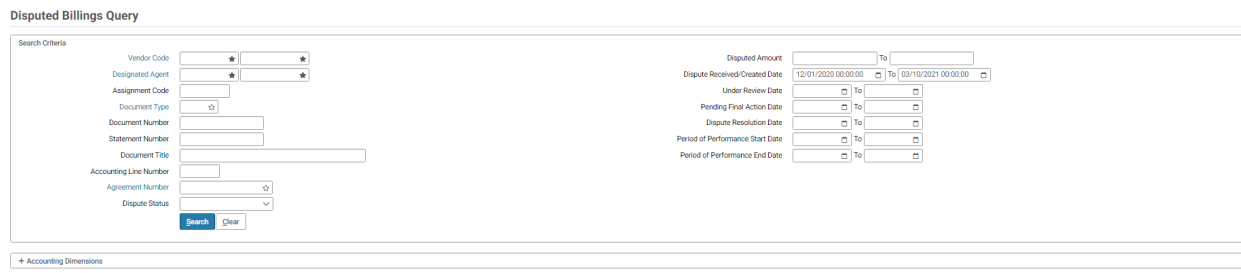 Disputed Billings Query
Search Criteria
Vendor Code
Designated Agent
Assignment Code
Document Type
Document Number
Statement Number
Document Title
Accounting Line Number
Agreement Number
Dispute Status
Search Clear
Disputed Amount To
Dispute Received/Created Date 12/01/2020 00:00:00 To 03/10/2021 00:00:00
Under Review Date To
Pending Final Action Date To
Dispute Resolution Date To
Period of Performance Start Date To
Period of Performance End Date To
+ Accounting Dimensions